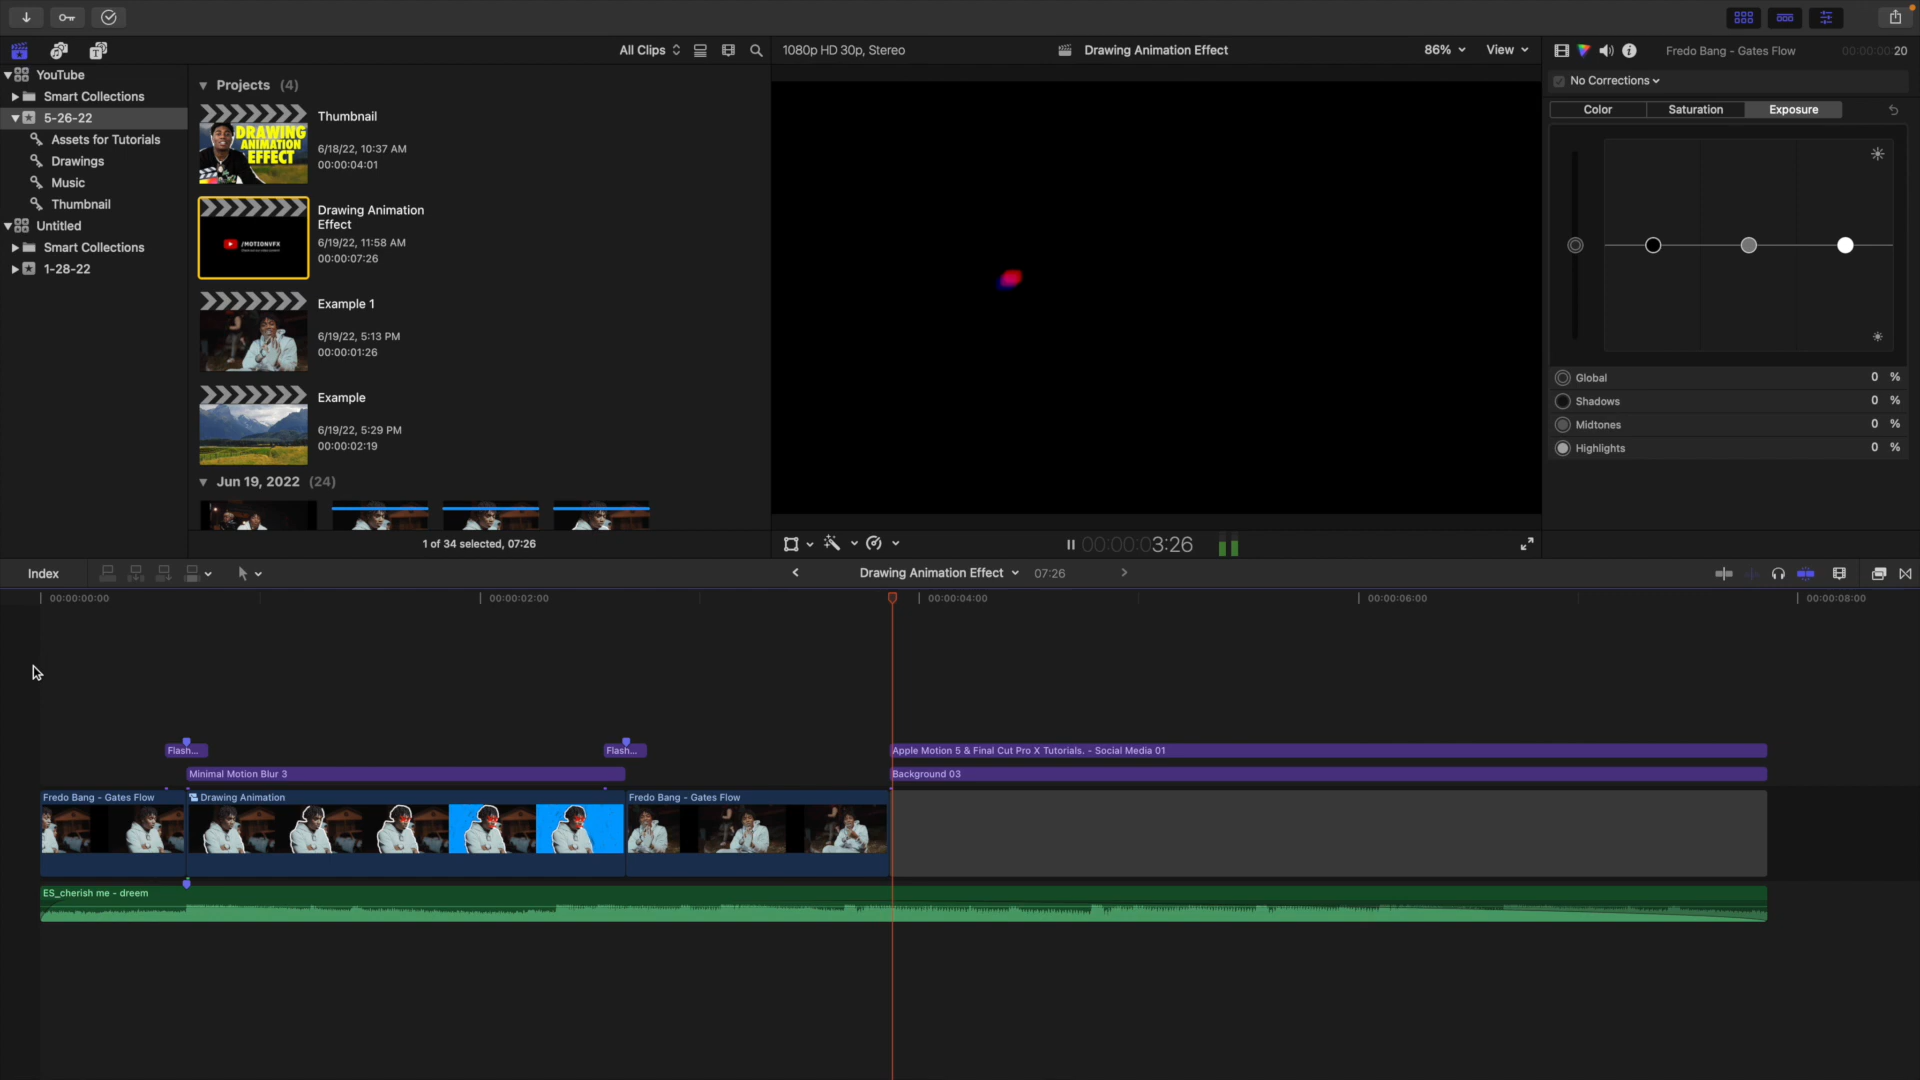 All Clips
1080p HD 30p, Stereo
Drawing Animation Effect
86%
View
Fredo Bang - Gates Flow
00:00:00:20
YouTube
Smart Collections
5-26-22
Assets for Tutorials
Drawings
Music
Thumbnail
Untitled
Smart Collections
1-28-22
Projects (4)
Thumbnail
6/18/22, 10:37 AM
00:00:04:01
DRAWING
ANIMATION
EFFECT
Drawing Animation
Effect
6/19/22, 11:58 AM
00:00:07:26
/MOTIONVFX
Example 1
6/19/22, 5:13 PM
00:00:01:26
Example
6/19/22, 5:29 PM
00:00:02:19
Jun 19, 2022 (24)
1 of 34 selected, 07:26
00:00:03:26
No Corrections
Color
Saturation
Exposure
Global 0 %
Shadows 0 %
Midtones 0 %
Highlights 0 %
Index
Drawing Animation Effect
07:26
00:00:00:00
00:00:02:00
00:00:04:00
00:00:06:00
00:00:08:00
Flash...
Flash...
Apple Motion 5 & Final Cut Pro X Tutorials. - Social Media 01
Minimal Motion Blur 3
Background 03
Fredo Bang - Gates Flow
Drawing Animation
Fredo Bang - Gates Flow
ES_cherish me - dreem